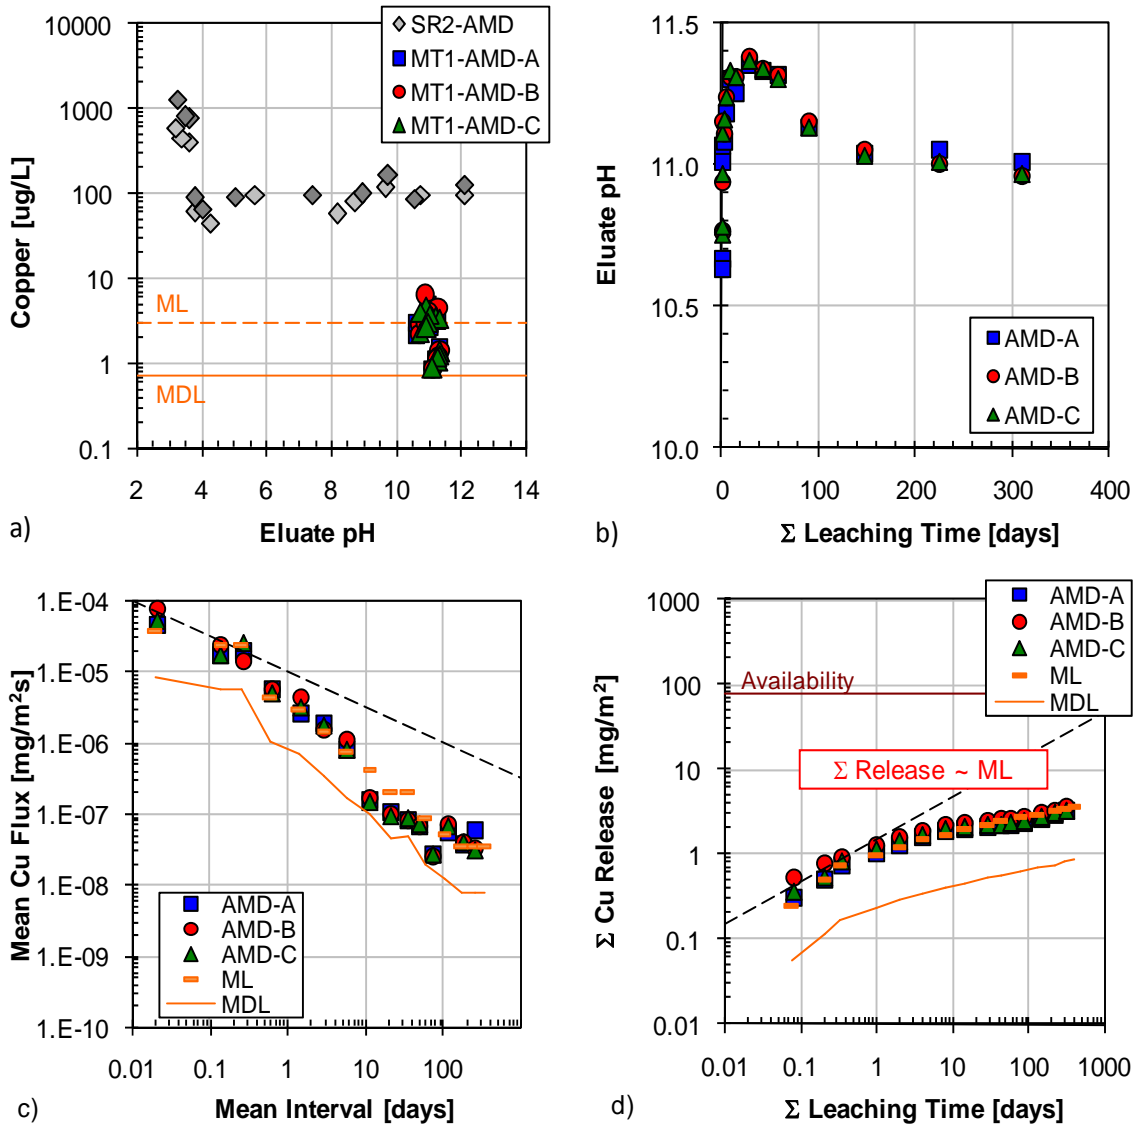 10000
1000
100
10
1
0.1
Copper [ug/L]
SR2-AMD
MT1-AMD-A
MT1-AMD-B
MT1-AMD-C
ML
MDL
2 4 6 8 10 12 14
Eluate pH
a)
11.5
11.0
10.5
10.0
Eluate pH
AMD-A
AMD-B
AMD-C
0 100 200 300 400
Σ Leaching Time [days]
b)
1.E-04
1.E-05
1.E-06
1.E-07
1.E-08
1.E-09
1.E-10
Mean Cu Flux [mg/m²s]
AMD-A
AMD-B
AMD-C
ML
MDL
0.01 0.1 1 10 100 1000
Mean Interval [days]
c)
1000
100
10
1
0.1
0.01
Σ Cu Release [mg/m²]
AMD-A
AMD-B
AMD-C
ML
MDL
Availability
Σ Release ~ ML
0.01 0.1 1 10 100 1000
Σ Leaching Time [days]
d)